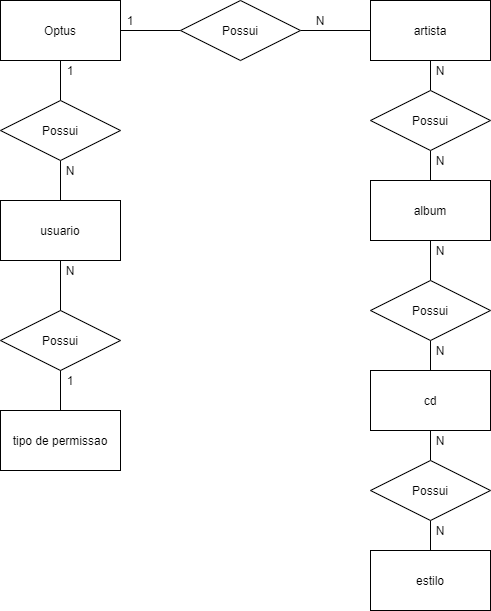 Optus
1
Possui
N
artista
1
N
Possui
Possui
N
N
usuario
album
N
N
Possui
Possui
1
N
tipo de permissao
cd
N
Possui
N
estilo